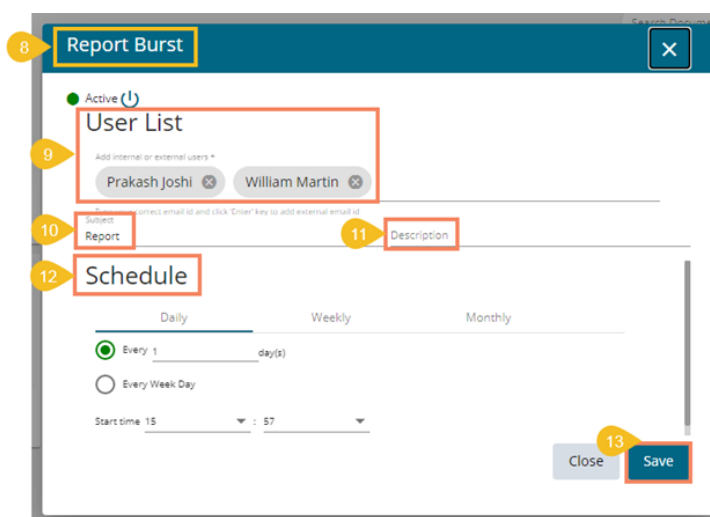 Search Docume
8
Report Burst
Active
User List
9
Add internal or external users *
Prakash Joshi
William Martin
correct email id and click 'Enter' key to add external email id
Subject
10
Report
11
Description
12
Schedule
Daily
Weekly
Monthly
Every 1 day(s)
Every Week Day
Start time 15 : 57
13
Close
Save